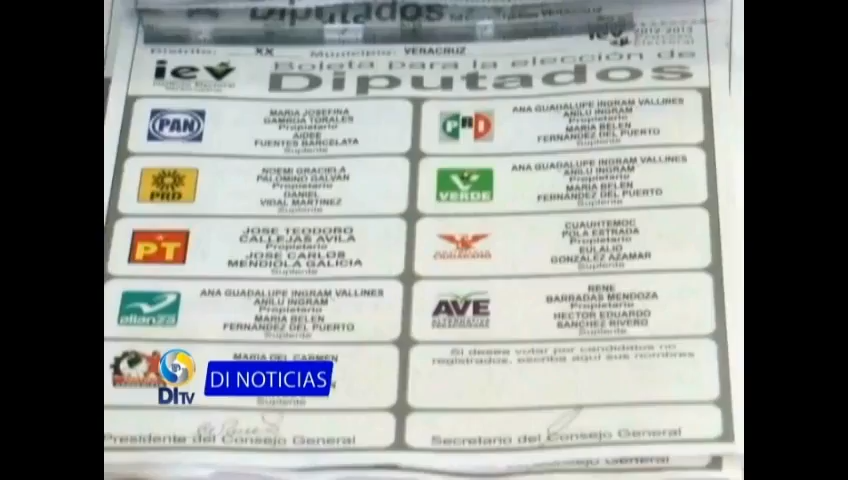 Diputados
2012-2013
Electoral
Distrito: XX Municipio: VERACRUZ
iev
Boleta para la elección de
Diputados
PAN
MARIA JOSEFINA
GAMBOA TORALES
Propietario
AIDEE
FUENTES BARCELATA
Suplente
PRI
ANA GUADALUPE INGRAM VALLINES
ANILU INGRAM
Propietario
MARIA BELEN
FERNANDEZ DEL PUERTO
Suplente
PRD
NOEMI GRACIELA
PALOMINO GALVAN
Propietario
DANIEL
VIDAL MARTINEZ
Suplente
VERDE
ANA GUADALUPE INGRAM VALLINES
ANILU INGRAM
Propietario
MARIA BELEN
FERNANDEZ DEL PUERTO
Suplente
PT
JOSE TEODORO
CALLEJAS AVILA
Propietario
JOSE CARLOS
MENDIOLA GALICIA
Suplente
CUAUHTEMOC
POLA ESTRADA
Propietario
EULALIO
GONZALEZ AZAMAR
Suplente
alianza
ANA GUADALUPE INGRAM VALLINES
ANILU INGRAM
Propietario
MARIA BELEN
FERNANDEZ DEL PUERTO
Suplente
AVE
RENE
BARRADAS MENDOZA
Propietario
HECTOR EDUARDO
SANCHEZ RIVERO
Suplente
MARIA DEL CARMEN
Suplente
Si desea votar por candidatos no
registrados, escriba aquí sus nombres
DITV
DI NOTICIAS
Presidente del Consejo General
Secretario del Consejo General
Consejo General